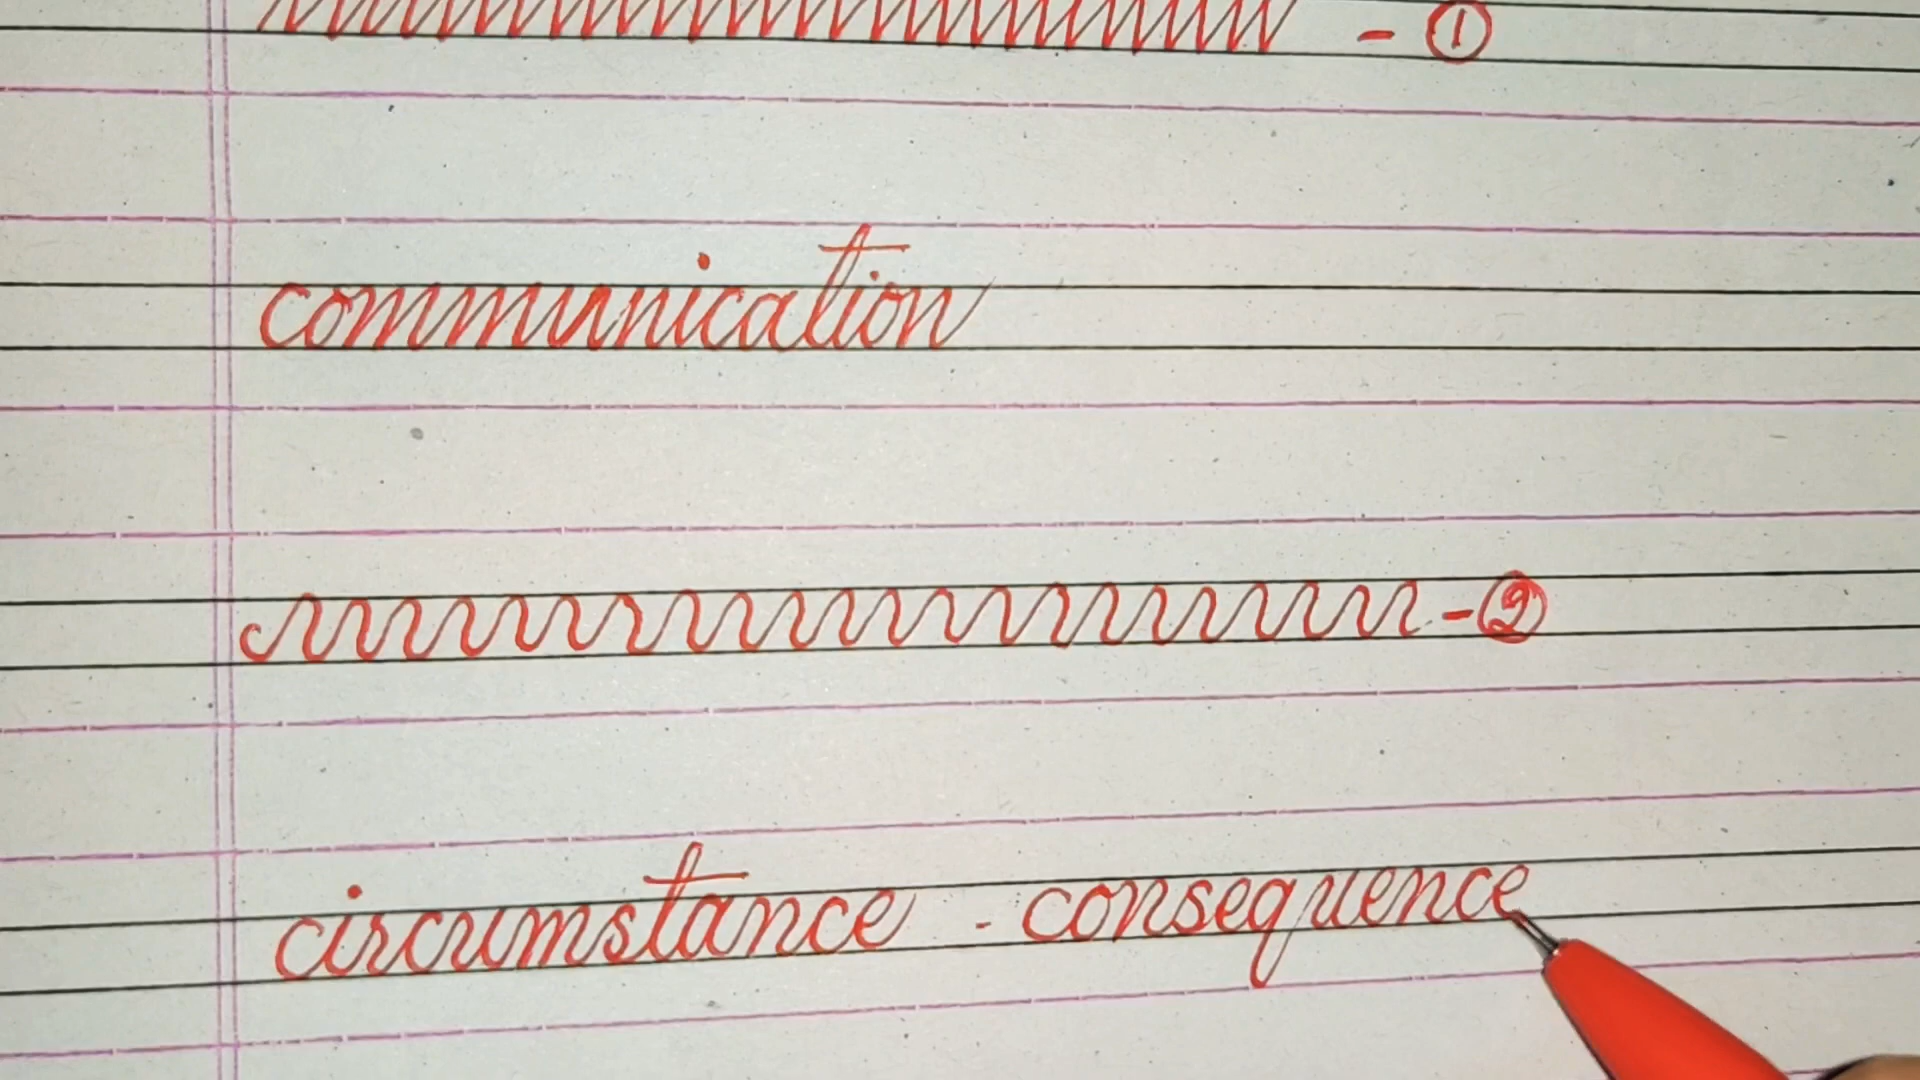 - ①
communication
- ②
circumstance - consequence